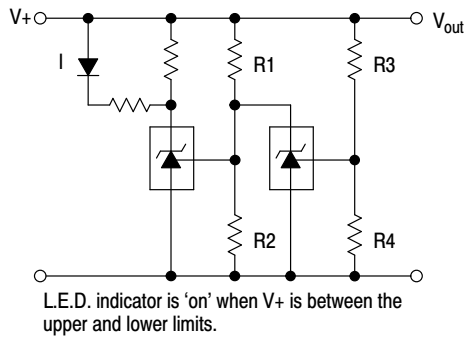 V+
Vout
I
R1
R3
R2
R4
L.E.D. indicator is ‘on’ when V+ is between the
upper and lower limits.